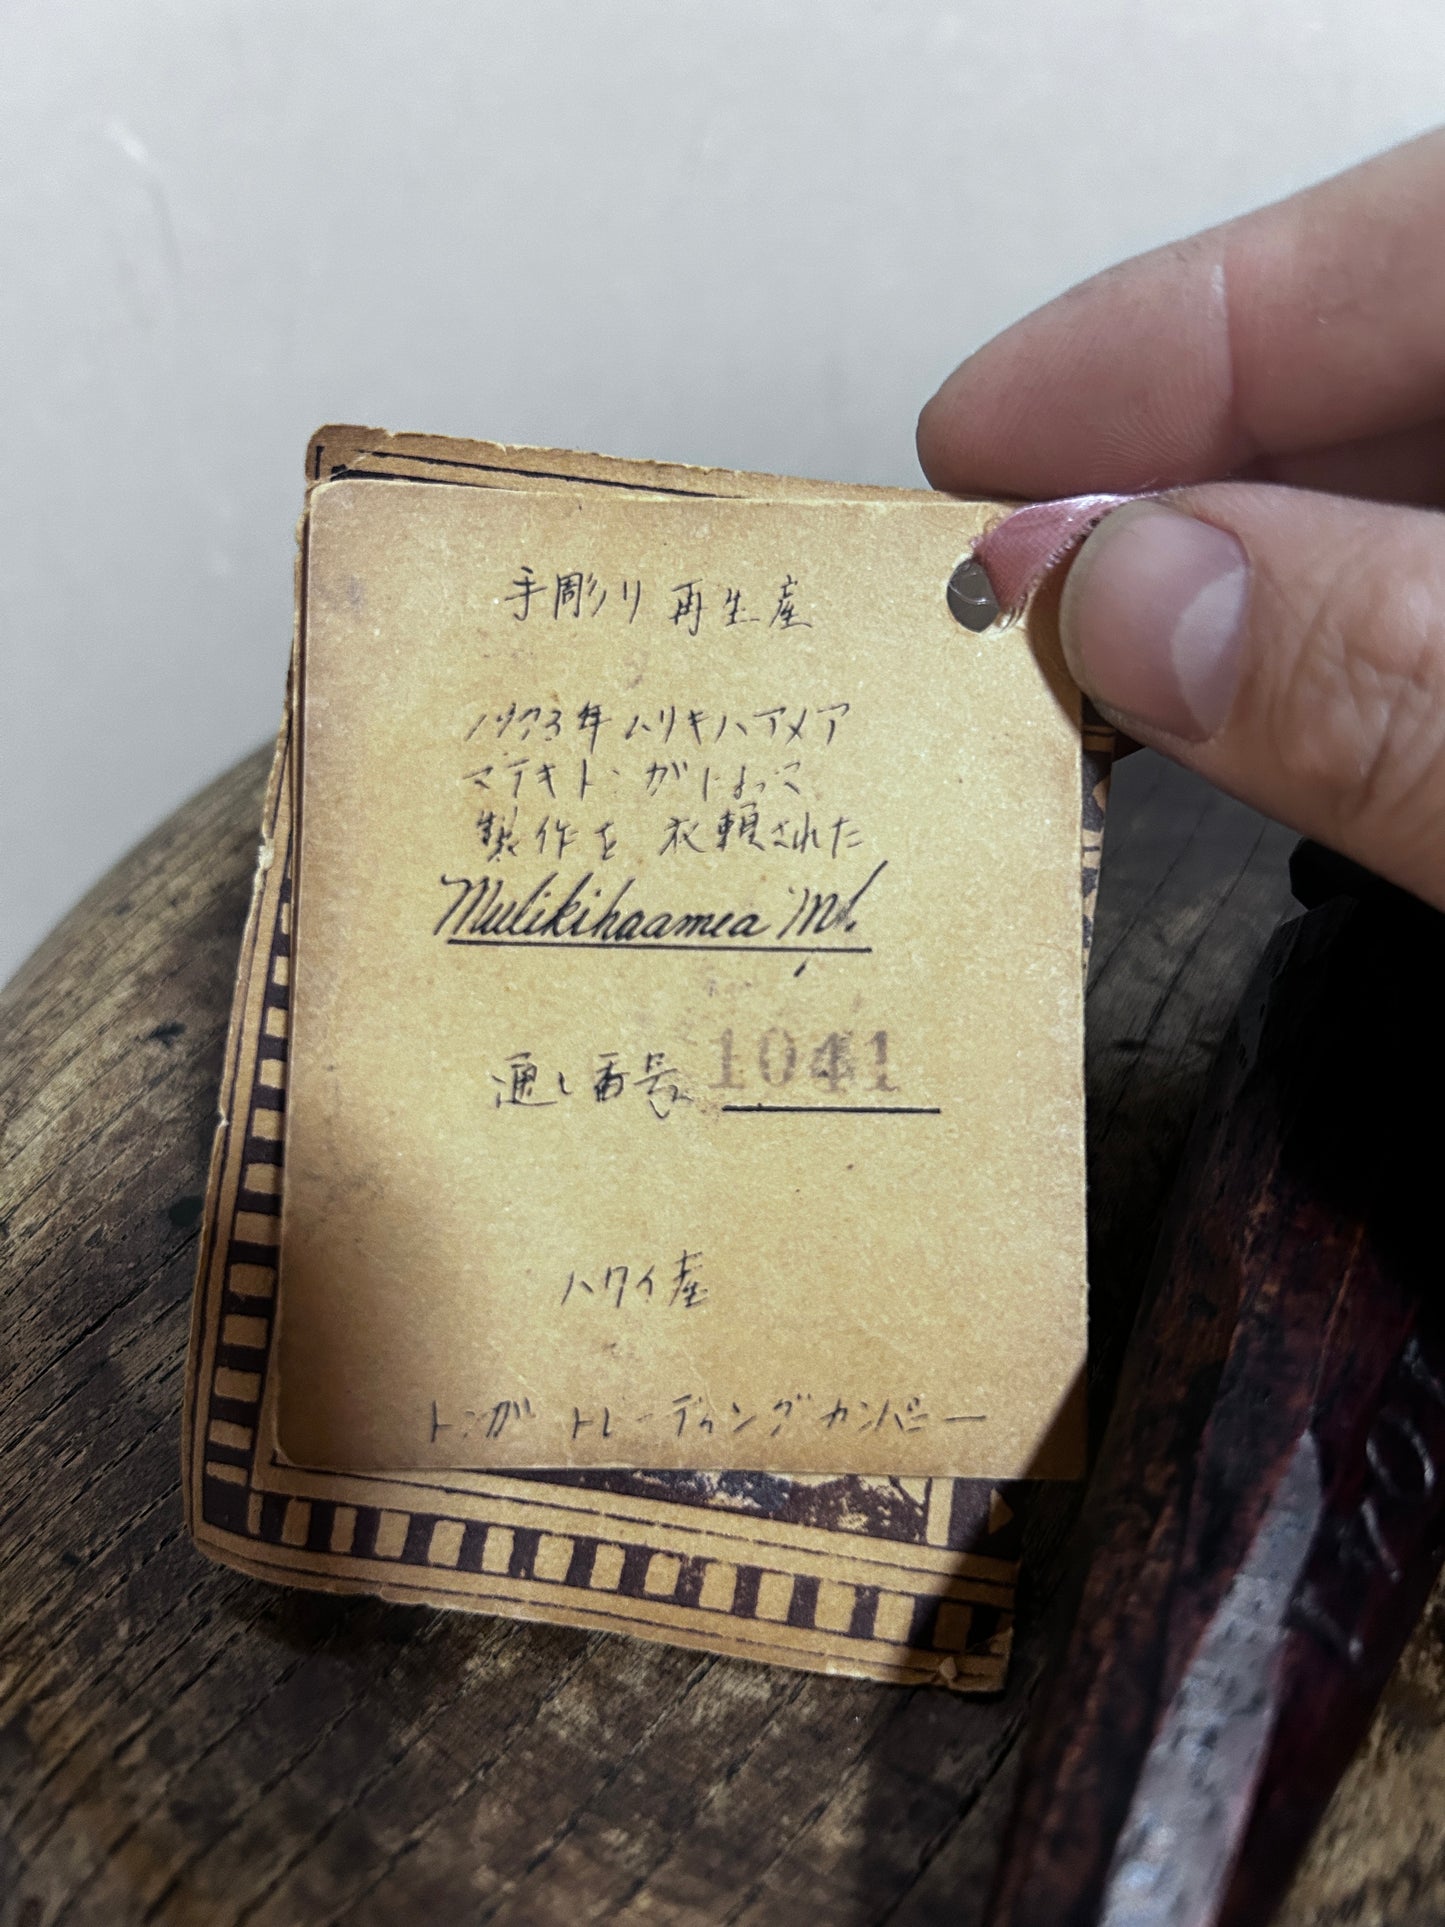 手彫り 再生産
1973年ムリキハアメア
マテキトンガによって
製作を 衣頼された
Mulikihaamea M.
通し番号 1041
ハワイ産
トンガ トレーディングカンパニー